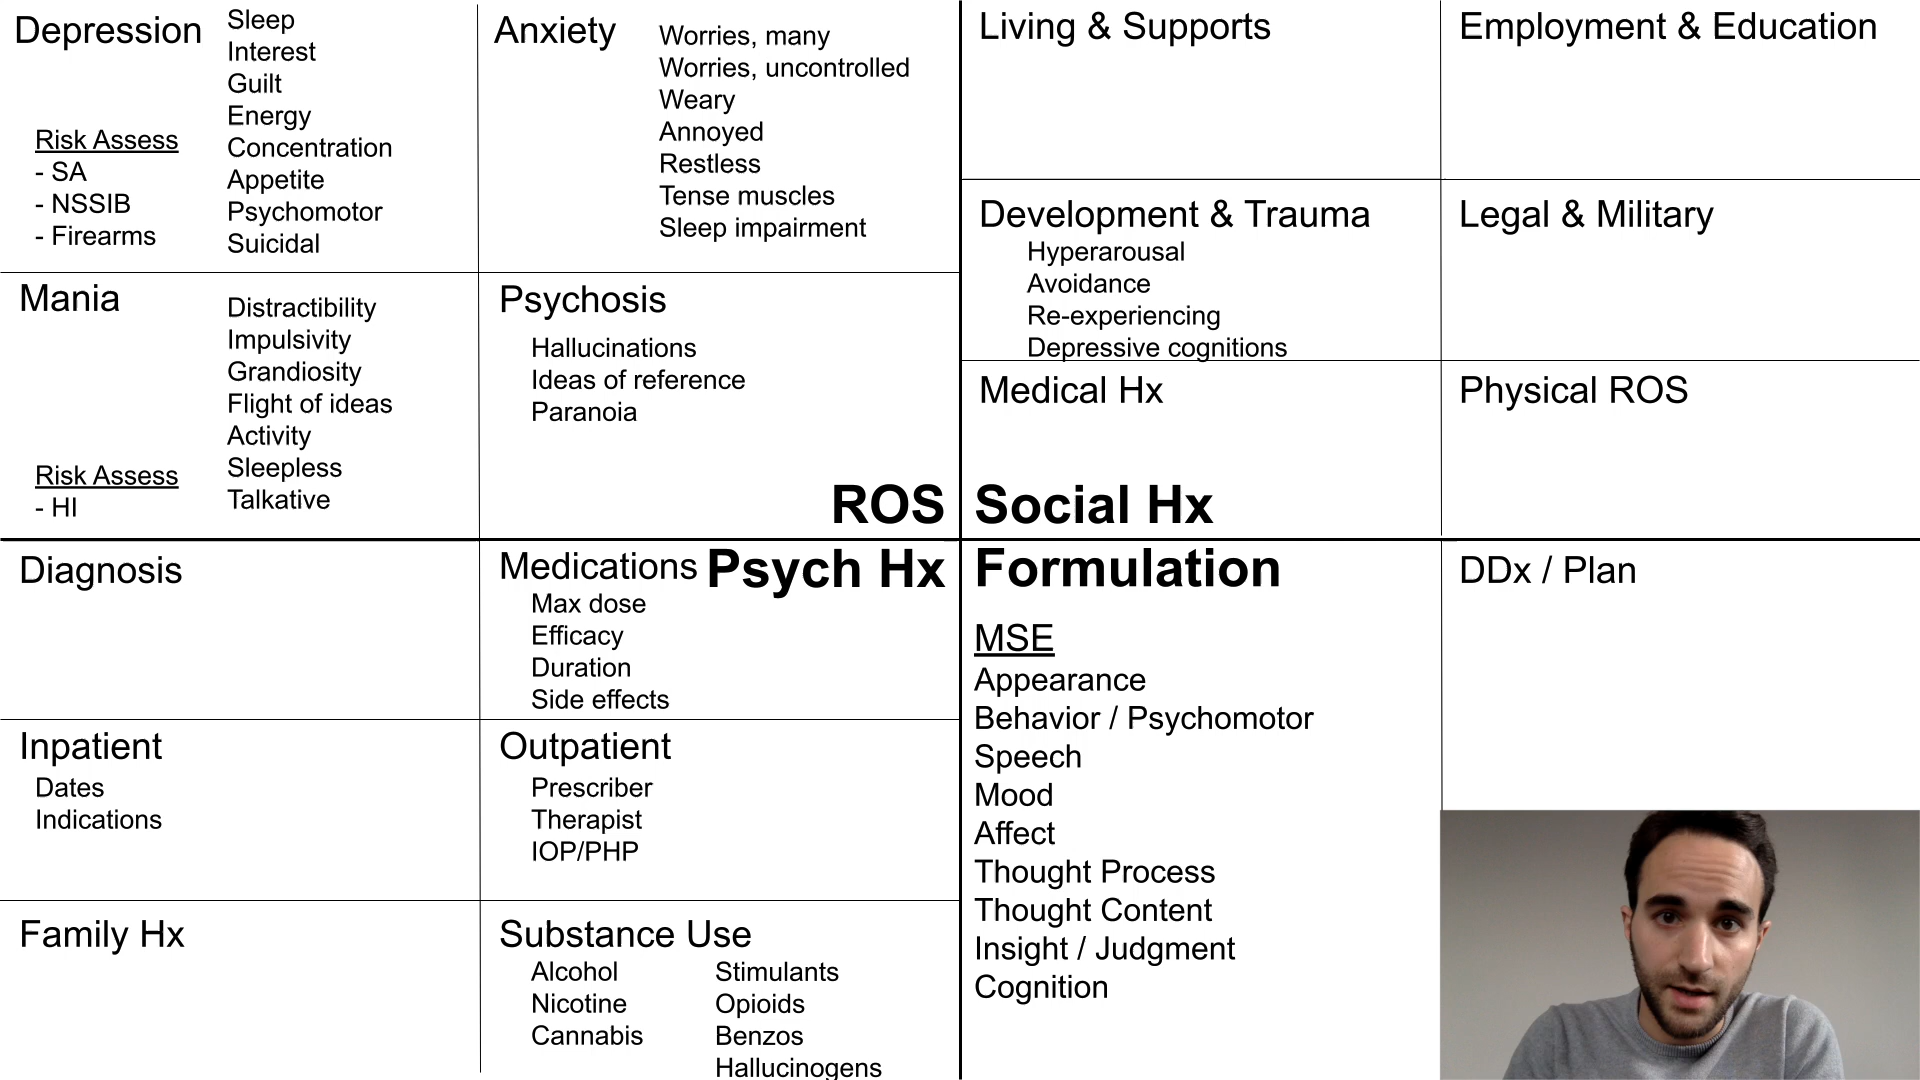 Depression
Sleep
Interest
Guilt
Energy
Concentration
Appetite
Psychomotor
Suicidal
Risk Assess
- SA
- NSSIB
- Firearms
Anxiety
Worries, many
Worries, uncontrolled
Weary
Annoyed
Restless
Tense muscles
Sleep impairment
Mania
Distractibility
Impulsivity
Grandiosity
Flight of ideas
Activity
Sleepless
Talkative
Risk Assess
- HI
Psychosis
Hallucinations
Ideas of reference
Paranoia
ROS
Living & Supports
Employment & Education
Development & Trauma
Hyperarousal
Avoidance
Re-experiencing
Depressive cognitions
Legal & Military
Medical Hx
Physical ROS
Social Hx
Diagnosis
Medications
Max dose
Efficacy
Duration
Side effects
Psych Hx
Inpatient
Dates
Indications
Outpatient
Prescriber
Therapist
IOP/PHP
Family Hx
Substance Use
Alcohol
Nicotine
Cannabis
Stimulants
Opioids
Benzos
Hallucinogens
Formulation
MSE
Appearance
Behavior / Psychomotor
Speech
Mood
Affect
Thought Process
Thought Content
Insight / Judgment
Cognition
DDx / Plan